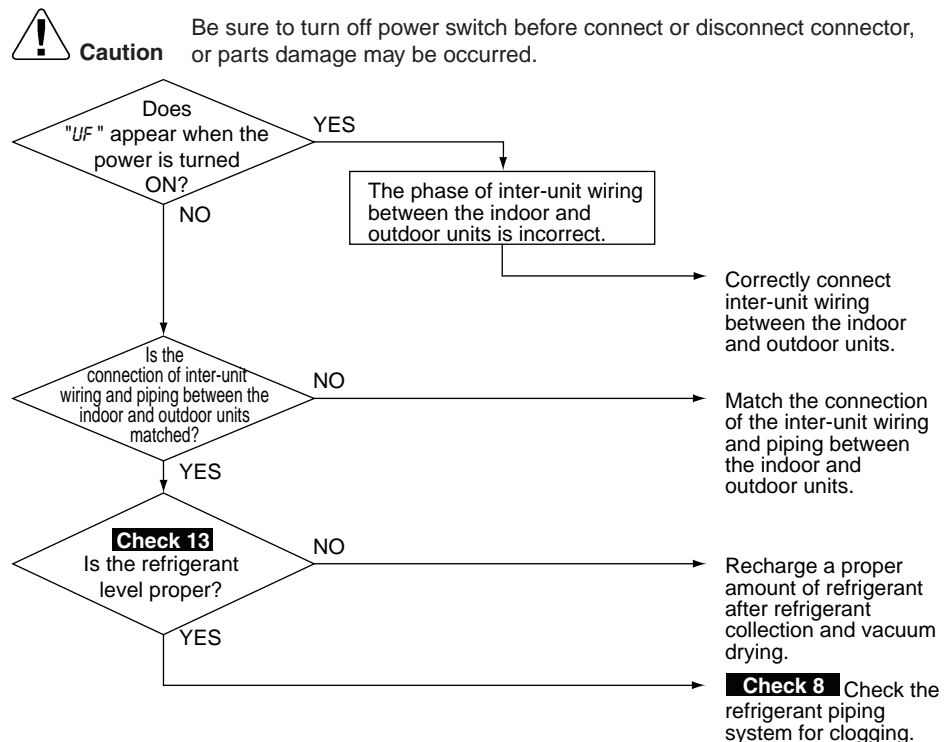 Be sure to turn off power switch before connect or disconnect connector,
Caution
or parts damage may be occurred.
Does
"UF" appear when the
power is turned
ON?
YES
The phase of inter-unit wiring
between the indoor and
outdoor units is incorrect.
NO
Correctly connect
inter-unit wiring
between the indoor
and outdoor units.
Is the
connection of inter-unit
wiring and piping between the
indoor and outdoor units
matched?
NO
Match the connection
of the inter-unit wiring
and piping between
the indoor and
outdoor units.
YES
Check 13
Is the refrigerant
level proper?
NO
Recharge a proper
amount of refrigerant
after refrigerant
collection and vacuum
drying.
YES
Check 8 Check the
refrigerant piping
system for clogging.